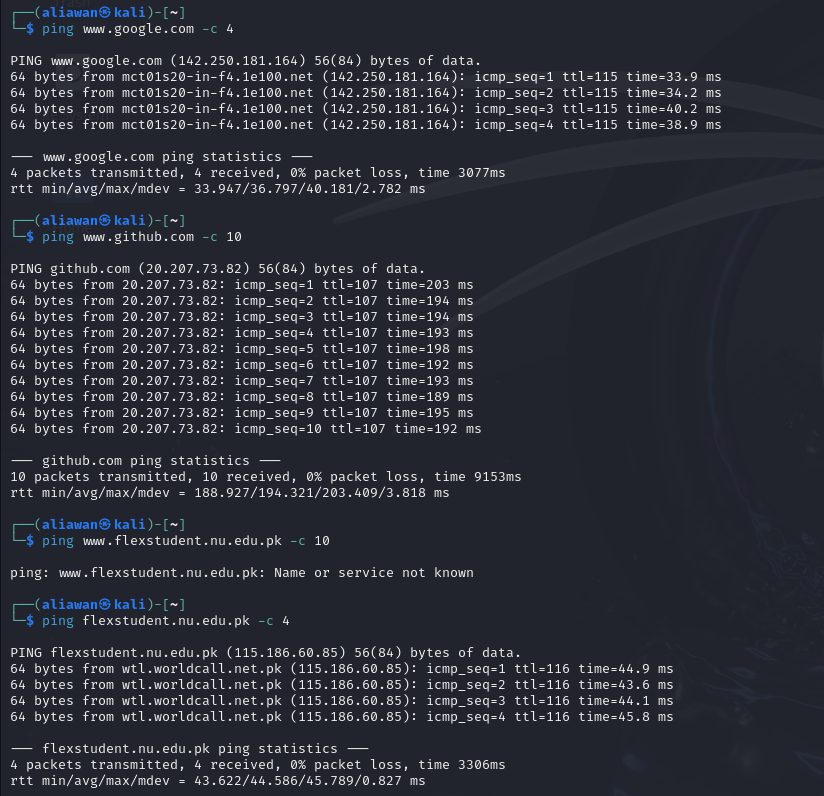 ┌──(aliawan㉿kali)-[~]
└─$ ping www.google.com -c 4
PING www.google.com (142.250.181.164) 56(84) bytes of data.
64 bytes from mct01s20-in-f4.1e100.net (142.250.181.164): icmp_seq=1 ttl=115 time=33.9 ms
64 bytes from mct01s20-in-f4.1e100.net (142.250.181.164): icmp_seq=2 ttl=115 time=34.2 ms
64 bytes from mct01s20-in-f4.1e100.net (142.250.181.164): icmp_seq=3 ttl=115 time=40.2 ms
64 bytes from mct01s20-in-f4.1e100.net (142.250.181.164): icmp_seq=4 ttl=115 time=38.9 ms
--- www.google.com ping statistics ---
4 packets transmitted, 4 received, 0% packet loss, time 3077ms
rtt min/avg/max/mdev = 33.947/36.797/40.181/2.782 ms
┌──(aliawan㉿kali)-[~]
└─$ ping www.github.com -c 10
PING github.com (20.207.73.82) 56(84) bytes of data.
64 bytes from 20.207.73.82: icmp_seq=1 ttl=107 time=203 ms
64 bytes from 20.207.73.82: icmp_seq=2 ttl=107 time=194 ms
64 bytes from 20.207.73.82: icmp_seq=3 ttl=107 time=194 ms
64 bytes from 20.207.73.82: icmp_seq=4 ttl=107 time=193 ms
64 bytes from 20.207.73.82: icmp_seq=5 ttl=107 time=198 ms
64 bytes from 20.207.73.82: icmp_seq=6 ttl=107 time=192 ms
64 bytes from 20.207.73.82: icmp_seq=7 ttl=107 time=193 ms
64 bytes from 20.207.73.82: icmp_seq=8 ttl=107 time=189 ms
64 bytes from 20.207.73.82: icmp_seq=9 ttl=107 time=195 ms
64 bytes from 20.207.73.82: icmp_seq=10 ttl=107 time=192 ms
--- github.com ping statistics ---
10 packets transmitted, 10 received, 0% packet loss, time 9153ms
rtt min/avg/max/mdev = 188.927/194.321/203.409/3.818 ms
┌──(aliawan㉿kali)-[~]
└─$ ping www.flexstudent.nu.edu.pk -c 10
ping: www.flexstudent.nu.edu.pk: Name or service not known
┌──(aliawan㉿kali)-[~]
└─$ ping flexstudent.nu.edu.pk -c 4
PING flexstudent.nu.edu.pk (115.186.60.85) 56(84) bytes of data.
64 bytes from wtl.worldcall.net.pk (115.186.60.85): icmp_seq=1 ttl=116 time=44.9 ms
64 bytes from wtl.worldcall.net.pk (115.186.60.85): icmp_seq=2 ttl=116 time=43.6 ms
64 bytes from wtl.worldcall.net.pk (115.186.60.85): icmp_seq=3 ttl=116 time=44.1 ms
64 bytes from wtl.worldcall.net.pk (115.186.60.85): icmp_seq=4 ttl=116 time=45.8 ms
--- flexstudent.nu.edu.pk ping statistics ---
4 packets transmitted, 4 received, 0% packet loss, time 3306ms
rtt min/avg/max/mdev = 43.622/44.586/45.789/0.827 ms